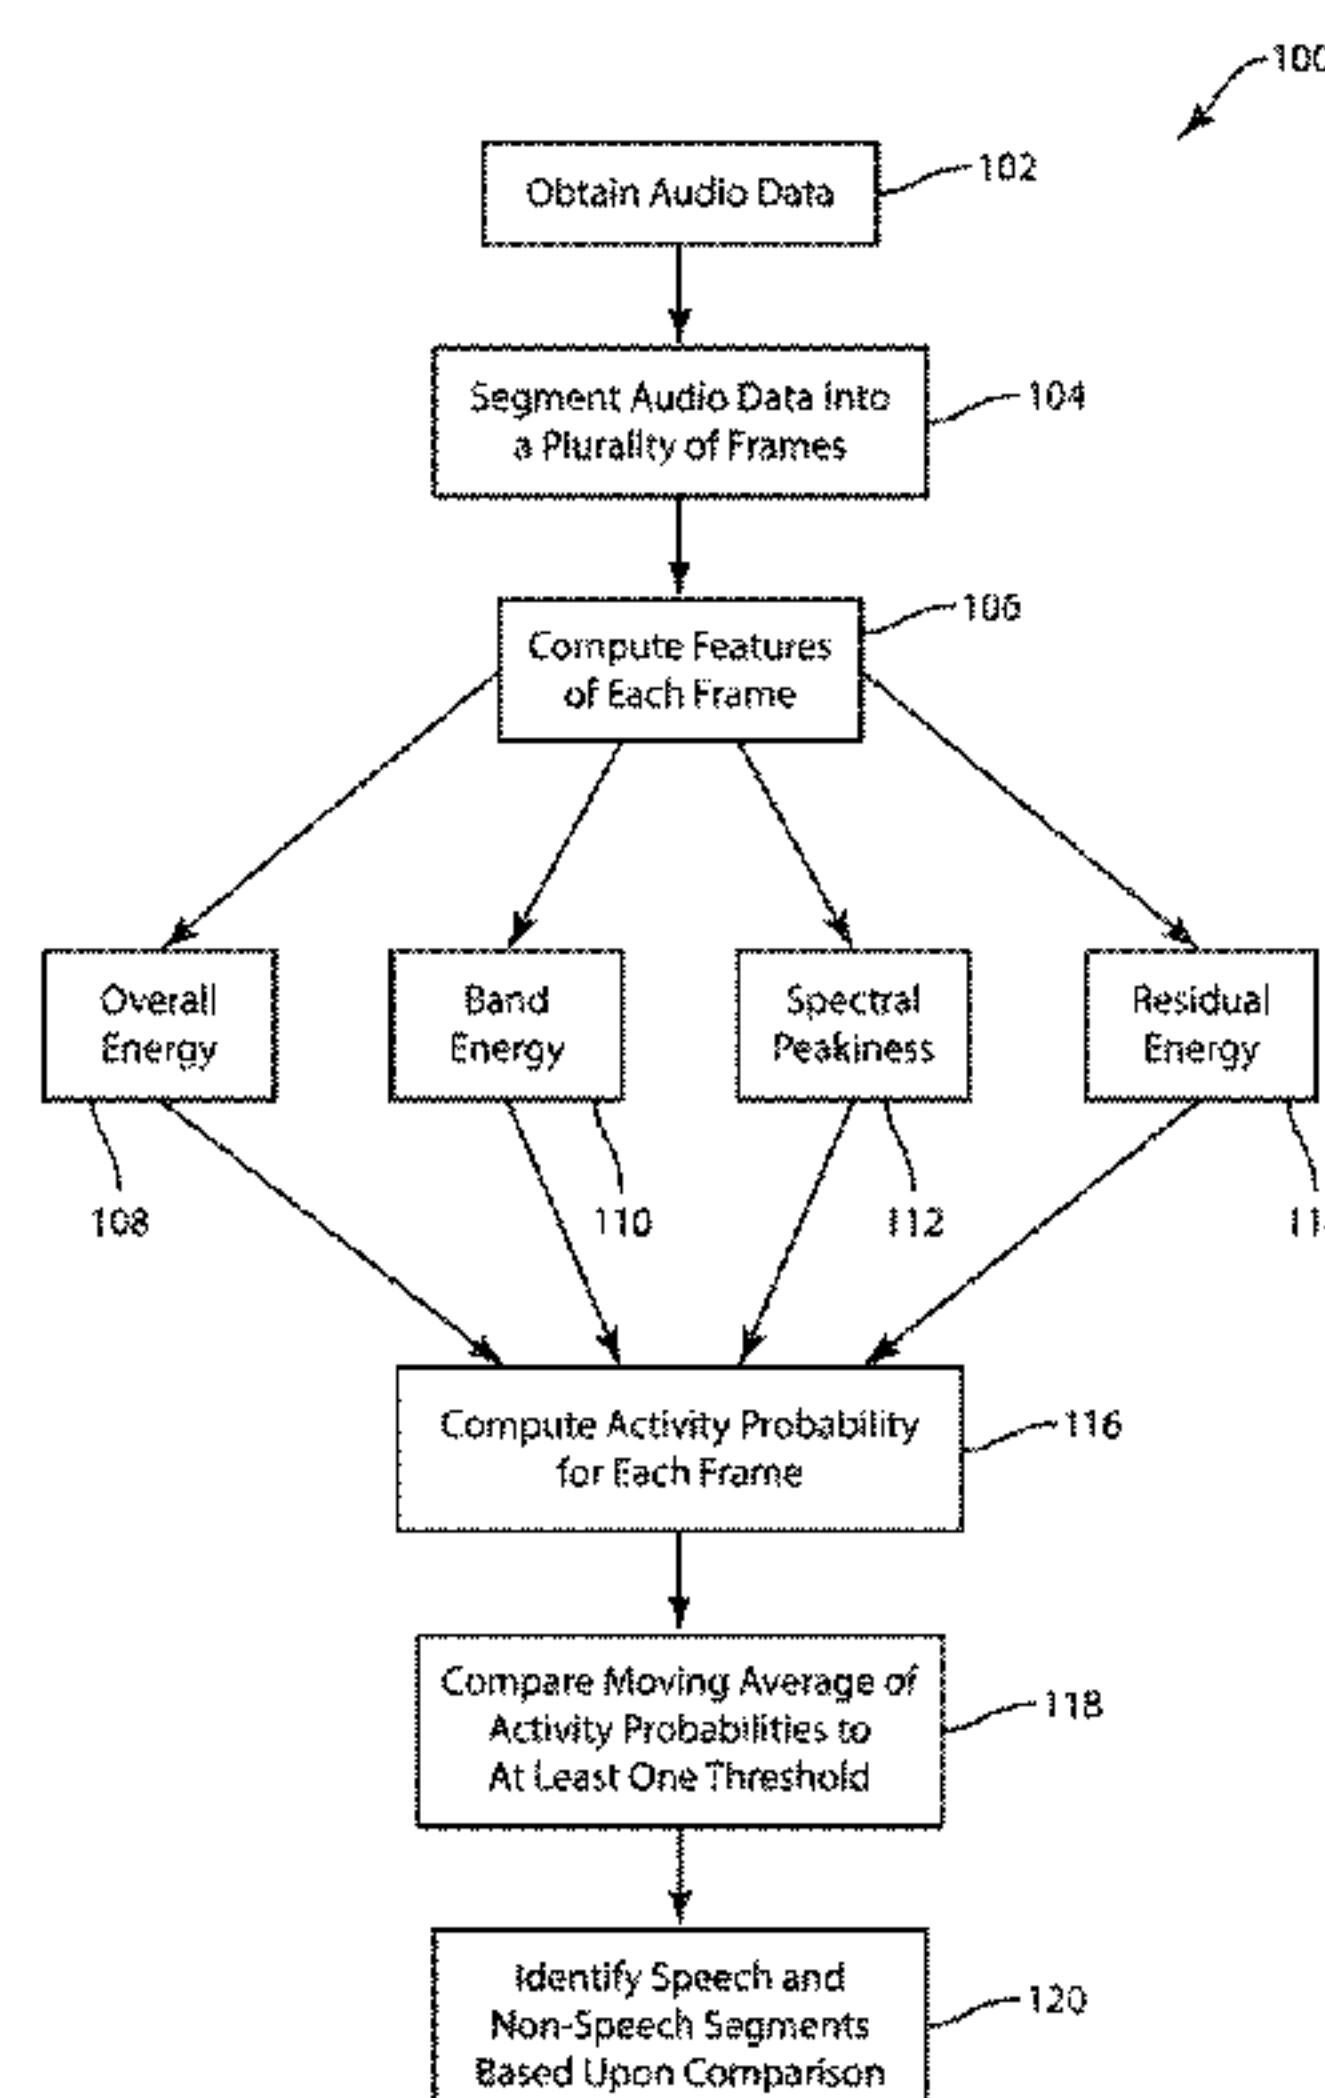 100
Obtain Audio Data
102
Segment Audio Data Into
a Plurality of Frames
104
Compute Features
of Each Frame
106
Overall
Energy
Band
Energy
Spectral
Peakiness
Residual
Energy
108
110
112
Compute Activity Probability
for Each Frame
116
Compare Moving Average of
Activity Probabilities to
At Least One Threshold
118
Identify Speech and
Non-Speech Segments
Based Upon Comparison
120